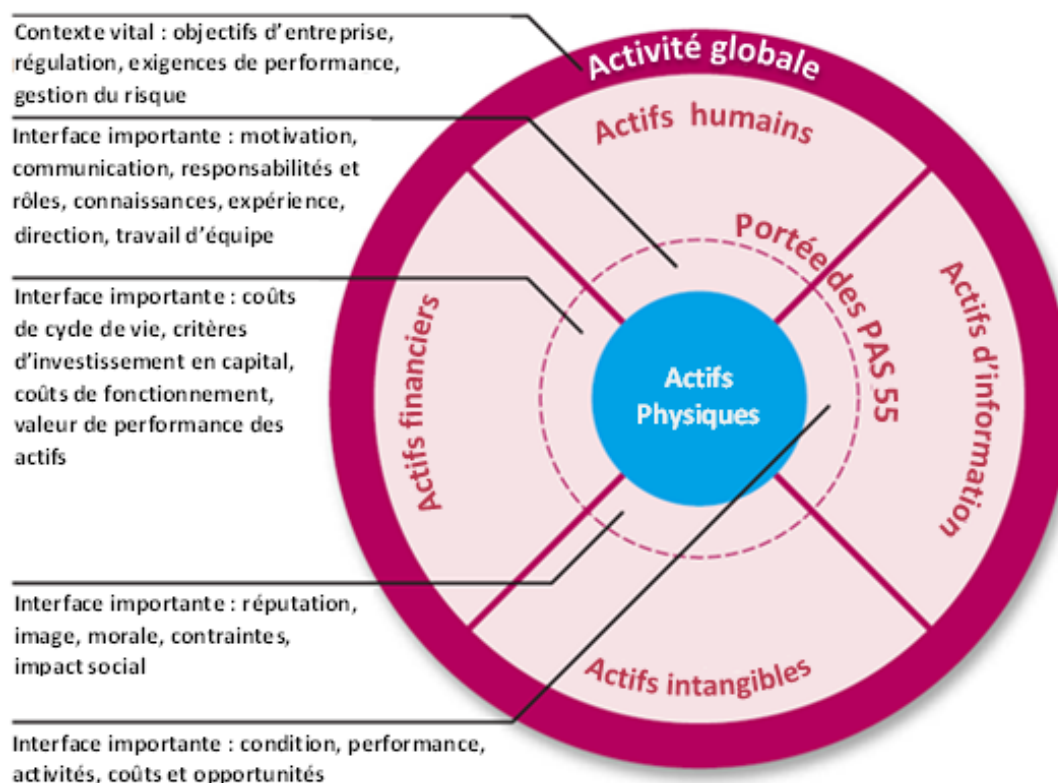 Contexte vital : objectifs d'entreprise,
régulation, exigences de performance,
gestion du risque
Interface importante : motivation,
communication, responsabilités et
rôles, connaissances, expérience,
direction, travail d'équipe
Interface importante : coûts
de cycle de vie, critères
d'investissement en capital,
coûts de fonctionnement,
valeur de performance des
actifs
Interface importante : réputation,
image, morale, contraintes,
impact social
Interface importante : condition, performance,
activités, coûts et opportunités
Activité globale
Actifs humains
Portée des PAS 55
Actifs d'information
Actifs financiers
Actifs
Physiques
Actifs intangibles